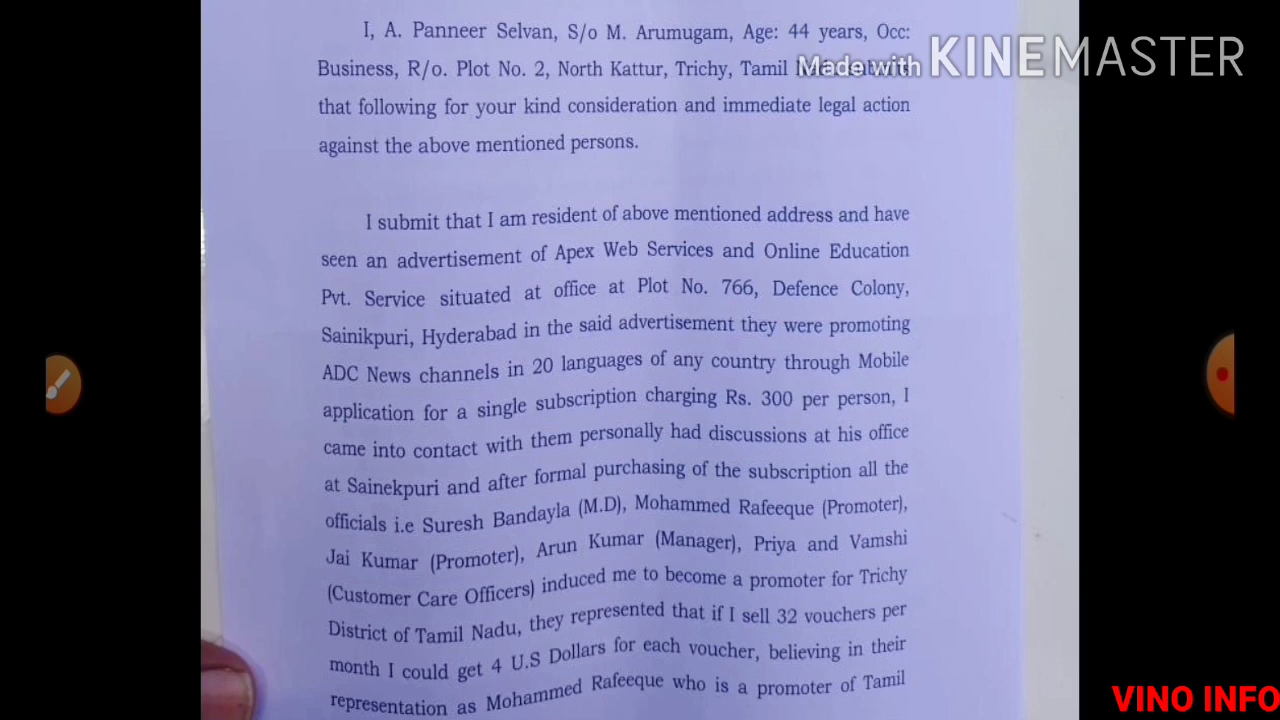 I, A. Panneer Selvan, S/o M. Arumugam, Age: 44 years, Occ:
Business, R/o. Plot No. 2, North Kattur, Trichy, Tamil
Made with KINEMASTER
that following for your kind consideration and immediate legal action
against the above mentioned persons.
I submit that I am resident of above mentioned address and have
seen an advertisement of Apex Web Services and Online Education
Pvt. Service situated at office at Plot No. 766, Defence Colony,
Sainikpuri, Hyderabad in the said advertisement they were promoting
ADC News channels in 20 languages of any country through Mobile
application for a single subscription charging Rs. 300 per person, I
came into contact with them personally had discussions at his office
at Sainekpuri and after formal purchasing of the subscription all the
officials i.e Suresh Bandayla (M.D), Mohammed Rafeeque (Promoter),
Jai Kumar (Promoter), Arun Kumar (Manager), Priya and Vamshi
(Customer Care Officers) induced me to become a promoter for Trichy
District of Tamil Nadu, they represented that if I sell 32 vouchers per
month I could get 4 U.S Dollars for each voucher, believing in their
representation as Mohammed Rafeeque who is a promoter of Tamil
VINO INFO